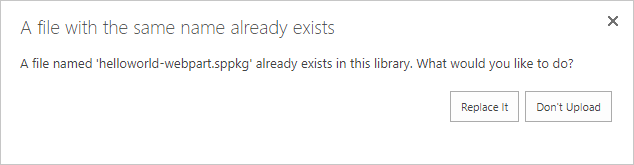 A file with the same name already exists
A file named 'helloworld-webpart.sppkg' already exists in this library. What would you like to do?
Replace It
Don't Upload